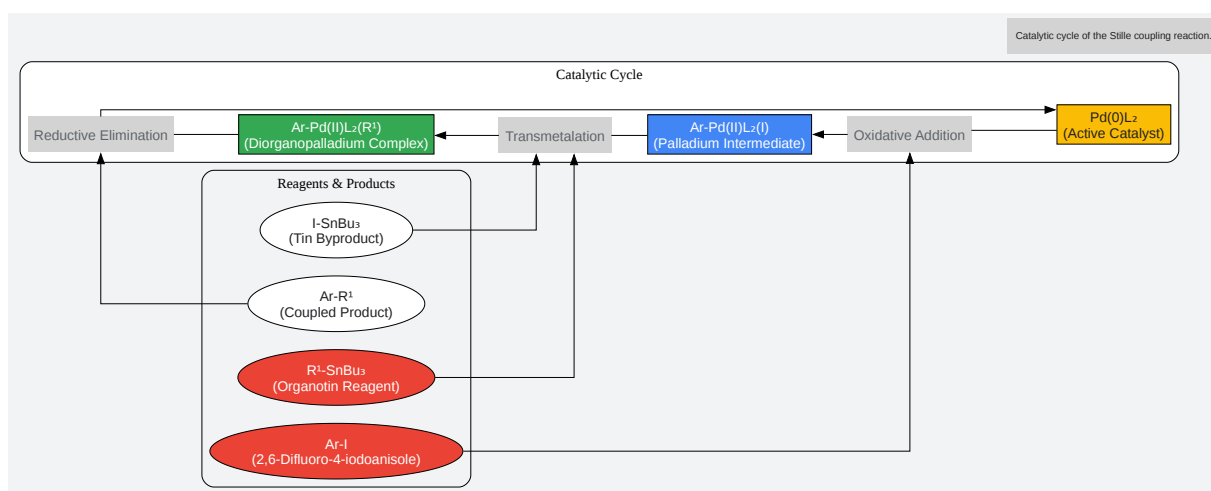 Catalytic cycle of the Stille coupling reaction.
Catalytic Cycle
Reductive Elimination
Ar-Pd(II)L₂(R¹)
(Diorganopalladium Complex)
Transmetalation
Ar-Pd(II)L₂(I)
(Palladium Intermediate)
Oxidative Addition
Pd(0)L₂
(Active Catalyst)
Reagents & Products
I-SnBu₃
(Tin Byproduct)
Ar-R¹
(Coupled Product)
R¹-SnBu₃
(Organotin Reagent)
Ar-I
(2,6-Difluoro-4-iodoanisole)